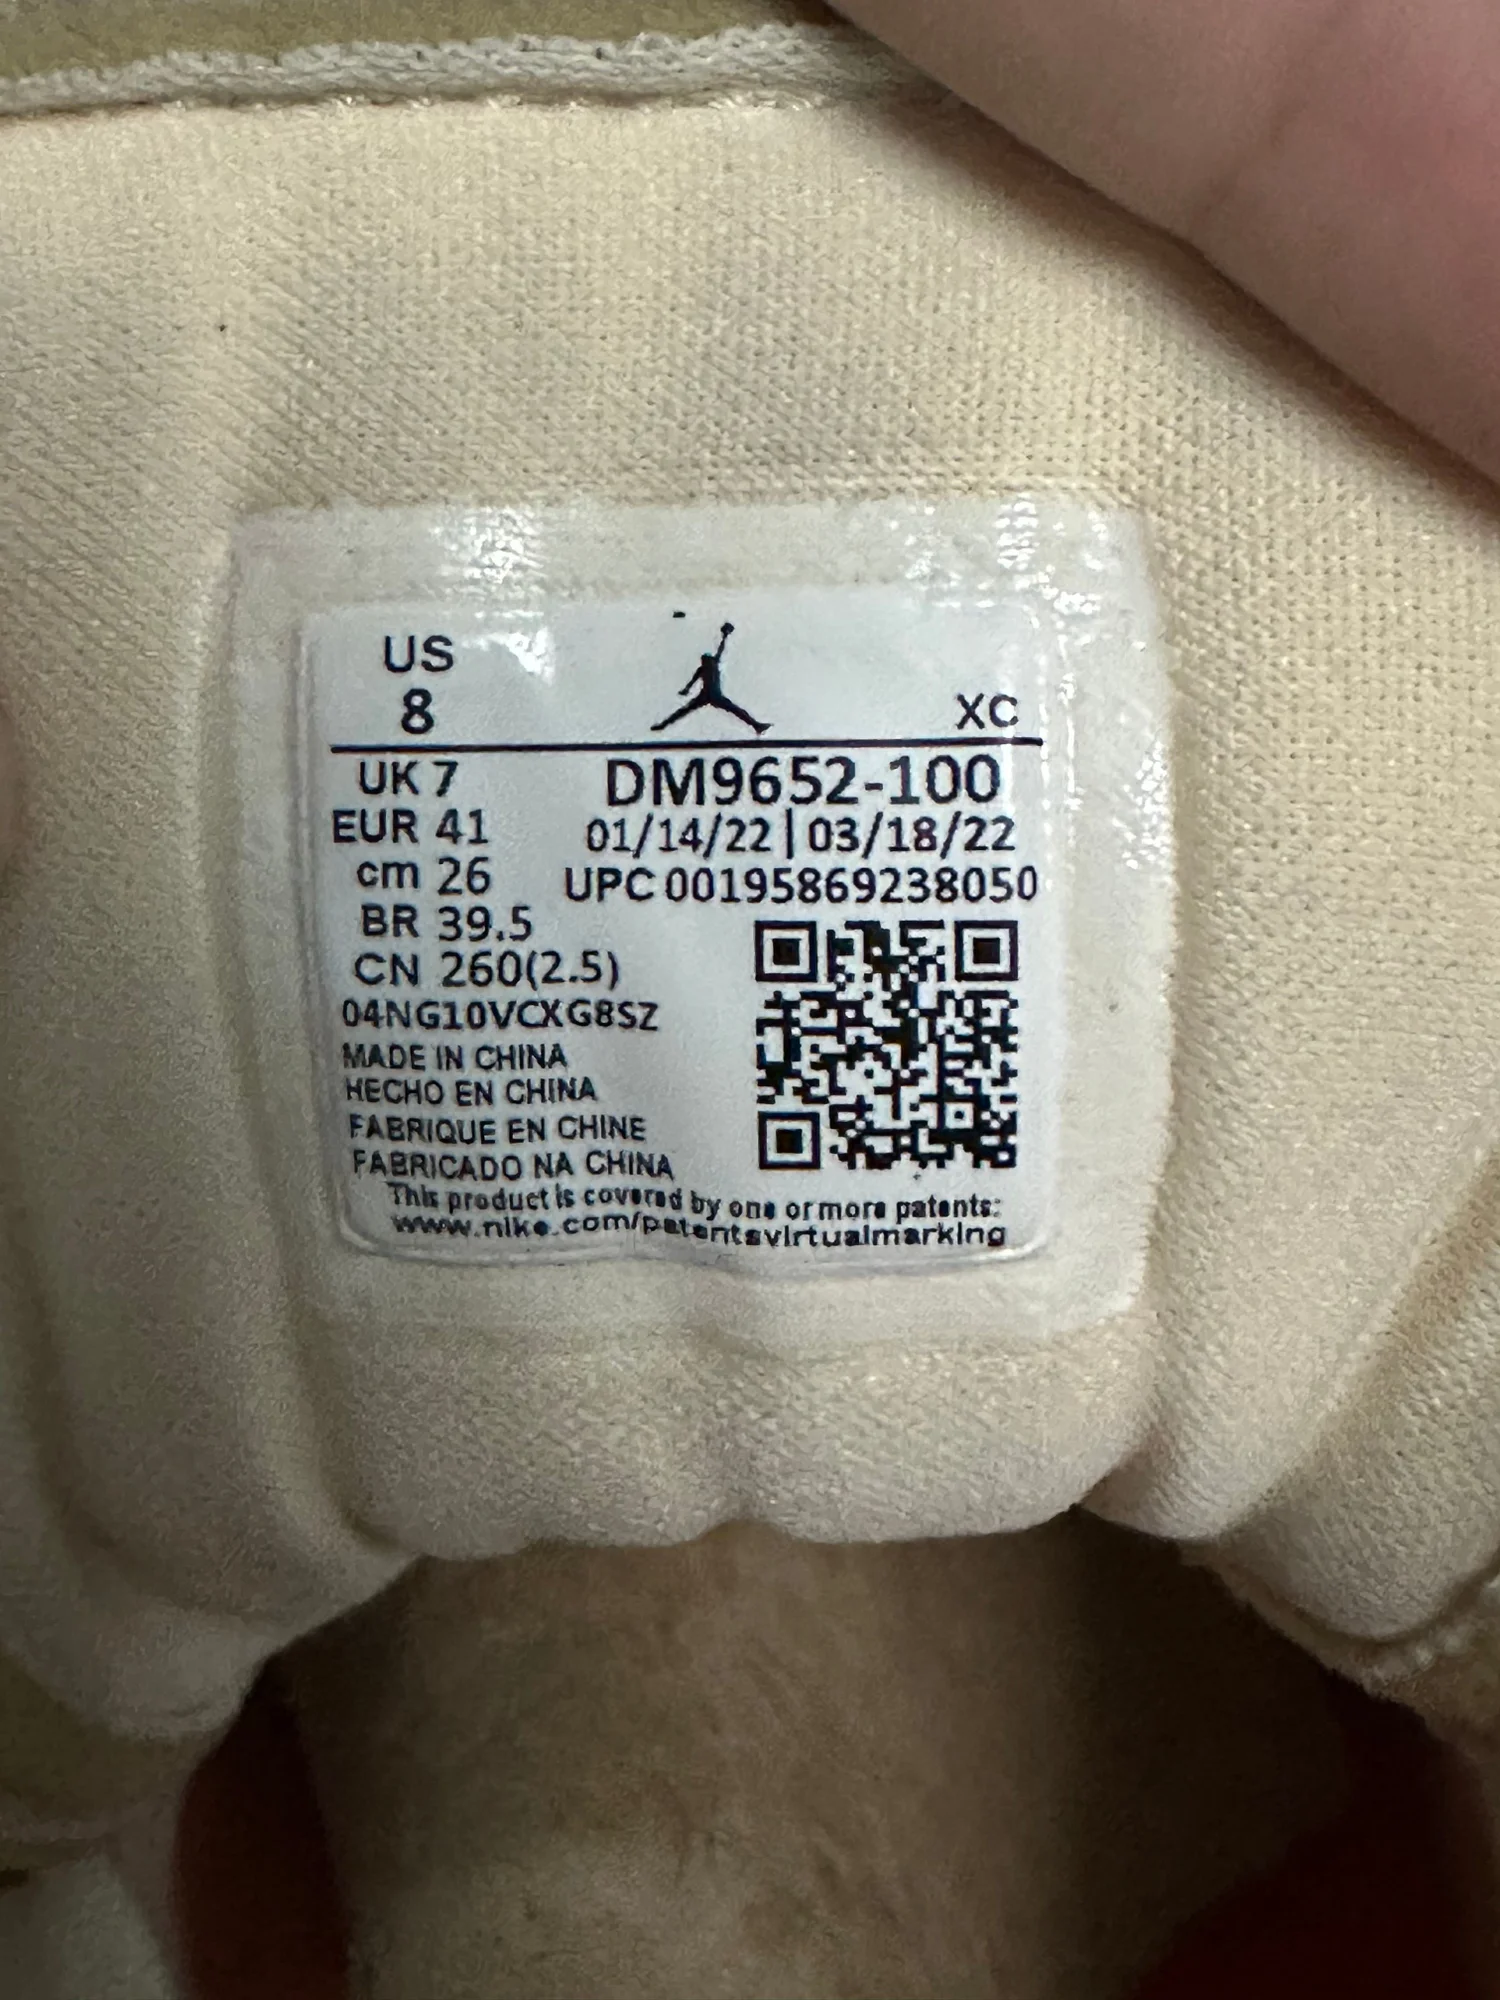 US
8
XC
UK 7
EUR 41
cm 26
BR 39.5
CN 260(2.5)
04NG10VCXG8SZ
DM9652-100
01/14/22 | 03/18/22
UPC 00195869238050
MADE IN CHINA
HECHO EN CHINA
FABRIQUE EN CHINE
FABRICADO NA CHINA
This product is covered by one or more patents:
www.nike.com/patentsvirtualmarking